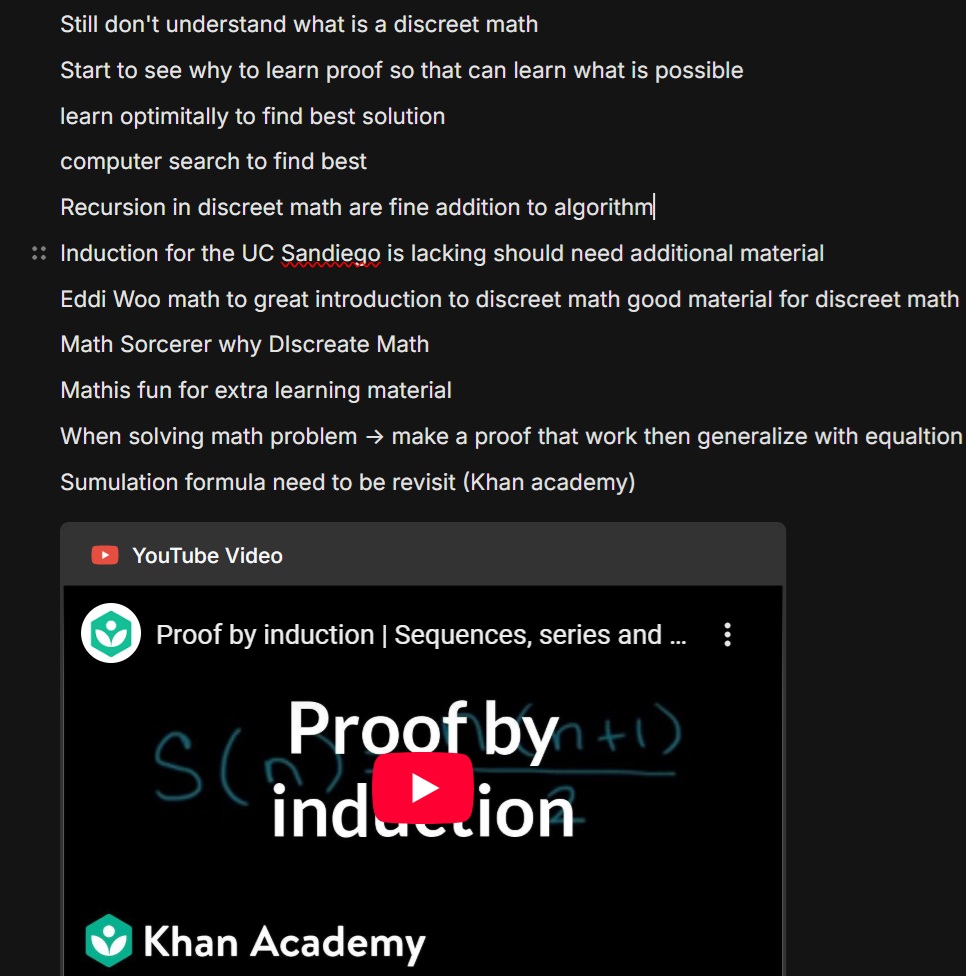 Still don't understand what is a discreet math
Start to see why to learn proof so that can learn what is possible
learn optimitally to find best solution
computer search to find best
Recursion in discreet math are fine addition to algorithm
Induction for the UC Sandiego is lacking should need additional material
Eddi Woo math to great introduction to discreet math good material for discreet math
Math Sorcerer why DIscreate Math
Mathis fun for extra learning material
When solving math problem → make a proof that work then generalize with equaltion
Sumulation formula need to be revisit (Khan academy)
YouTube Video
Proof by induction | Sequences, series and ...
S(n) = n(n+1)
2
Proof by
induction
Khan Academy